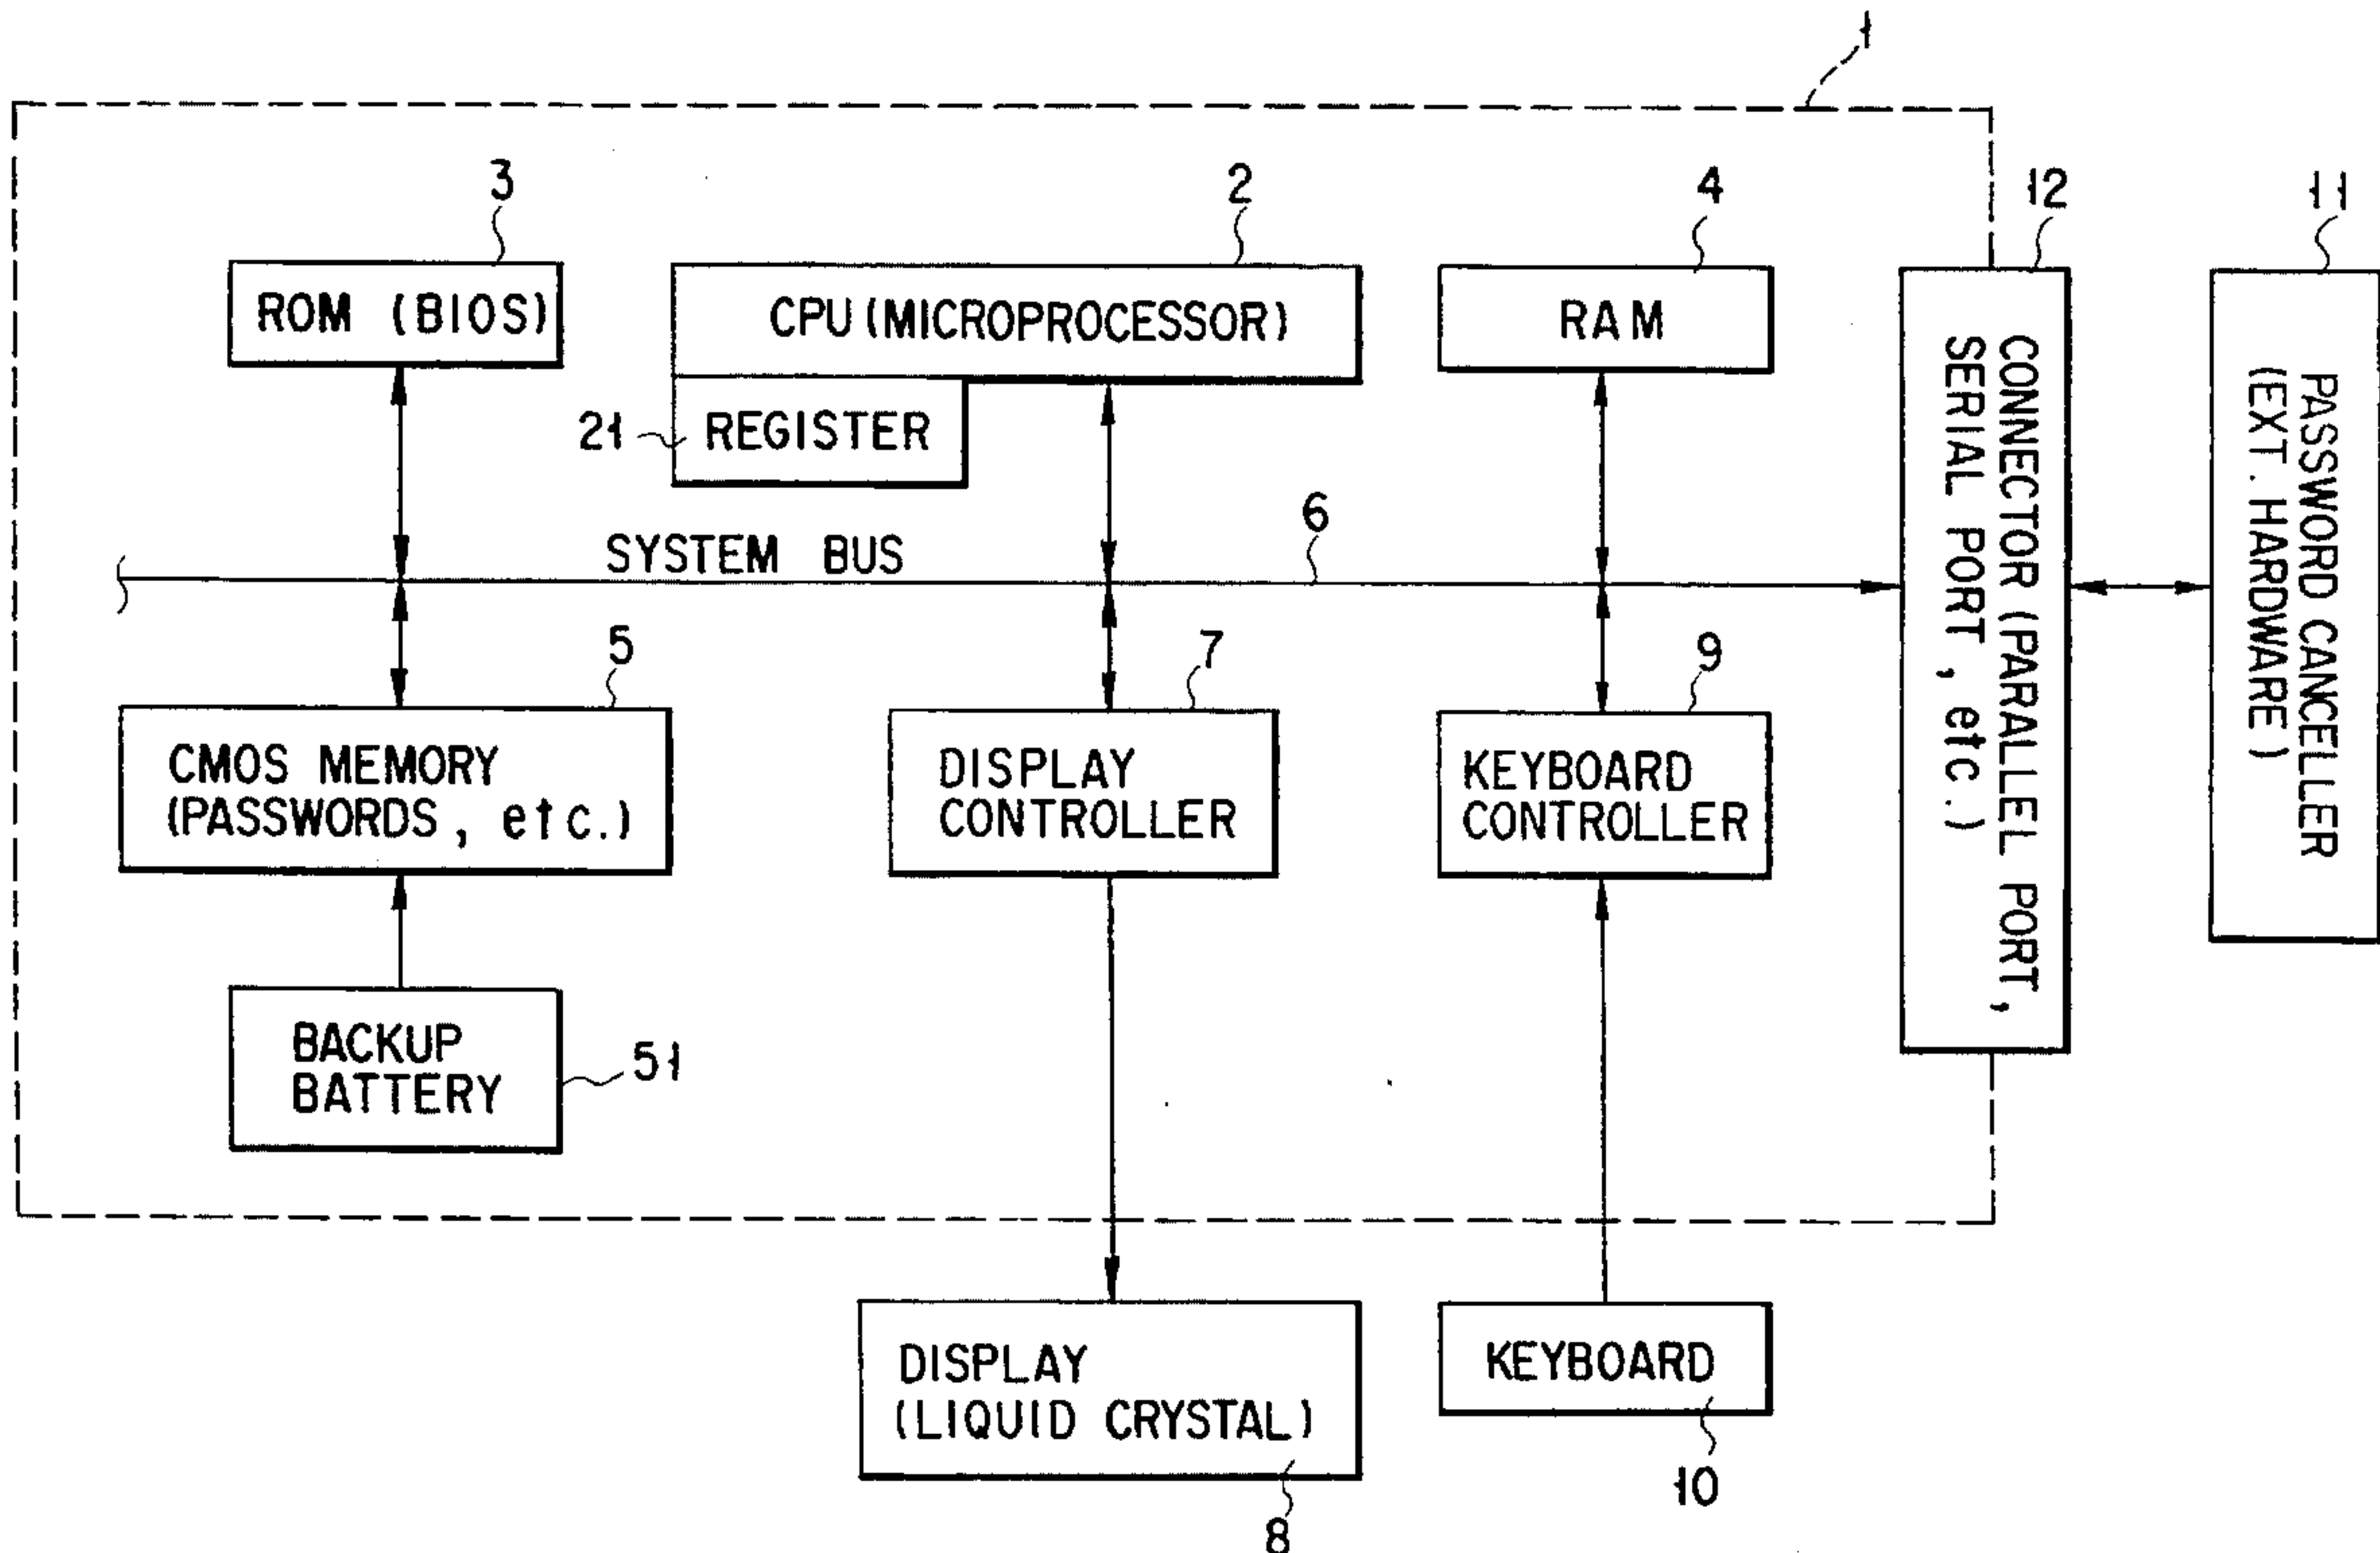 1
3
2
4
12
11
ROM (BIOS)
CPU (MICROPROCESSOR)
RAM
21
REGISTER
CONNECTOR (PARALLEL PORT,
SERIAL PORT, etc.)
PASSWORD CANCELLER
(EXT. HARDWARE)
SYSTEM BUS
6
5
7
9
CMOS MEMORY
(PASSWORDS, etc.)
DISPLAY
CONTROLLER
KEYBOARD
CONTROLLER
BACKUP
BATTERY
51
DISPLAY
(LIQUID CRYSTAL)
KEYBOARD
8
10